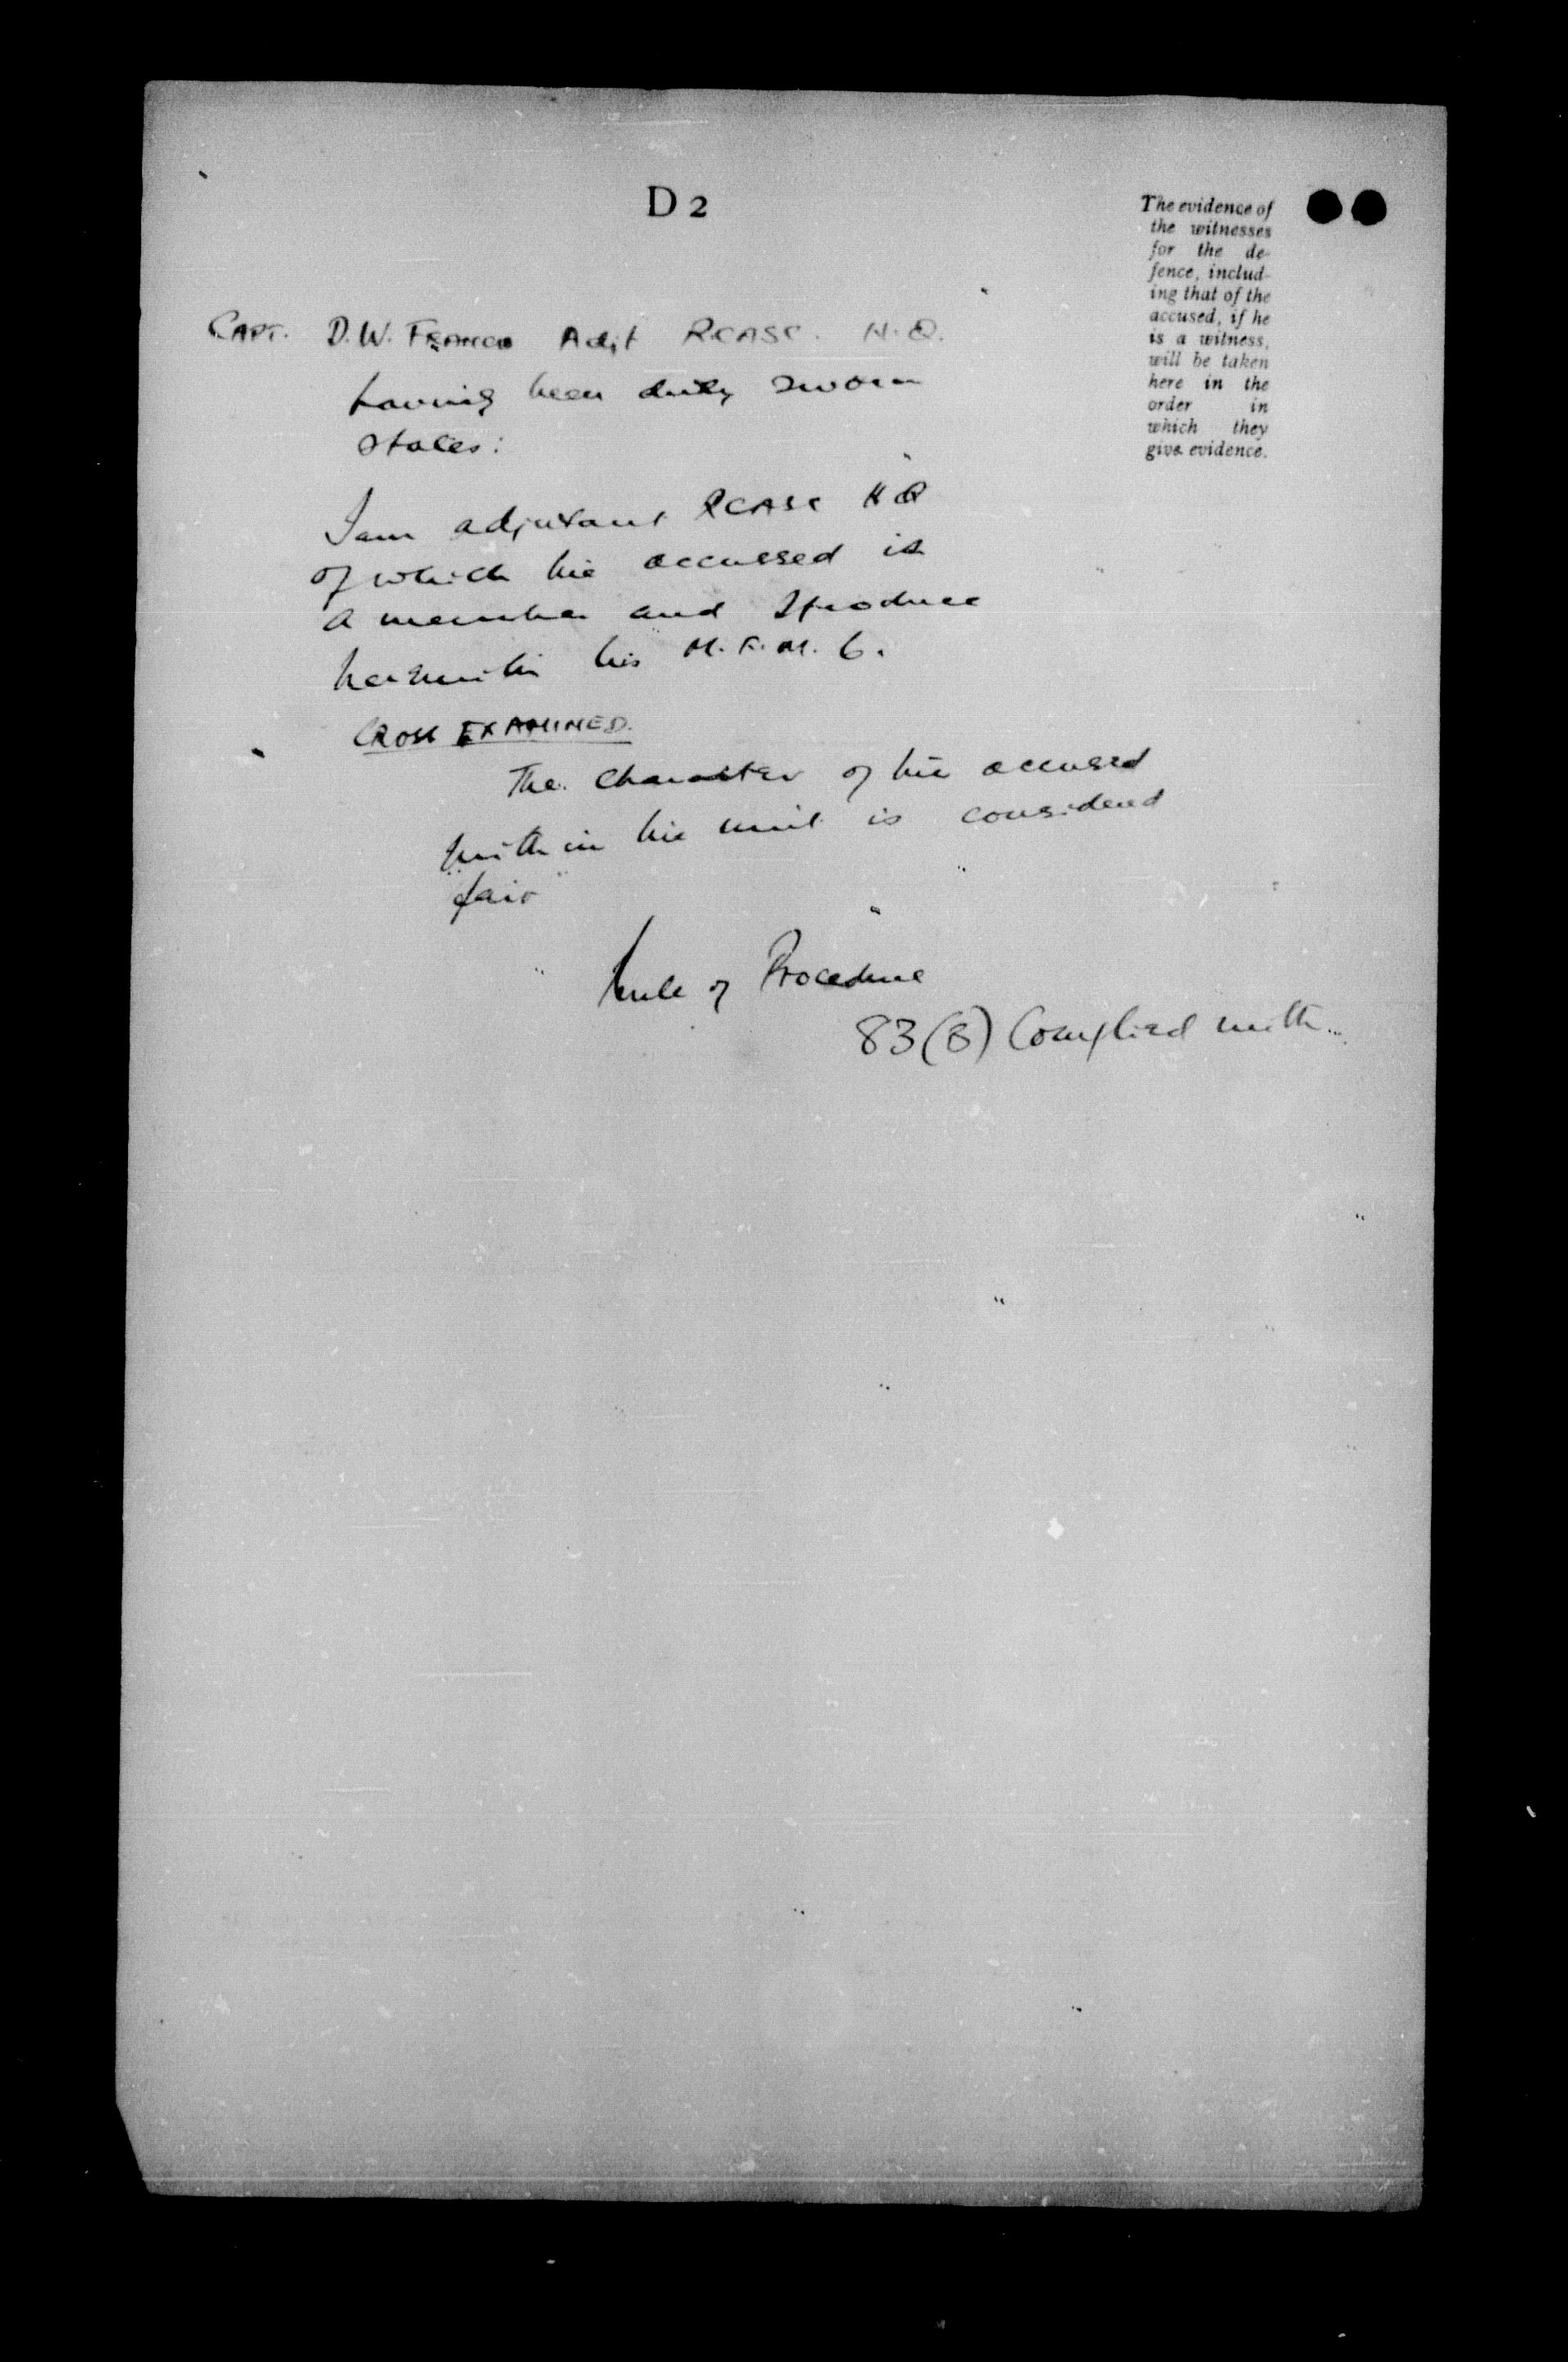 D 2
The evidence of
the witnesses
for the de-
fence, includ-
ing that of the
accused, if he
is a witness,
will be taken
here in the
order in
which they
give evidence.
CAPT. D.W. Adjt RCASC. H.Q.
having been duly sworn
states:
I am adjutant RCASC HQ
of which the accussed is
a member and I produce
herewith his M.F.M. 6.
CROSS EXAMINED.
The character of the accused
within his unit is considered
"fair"
Rule of Procedure
83(B) Complied with.